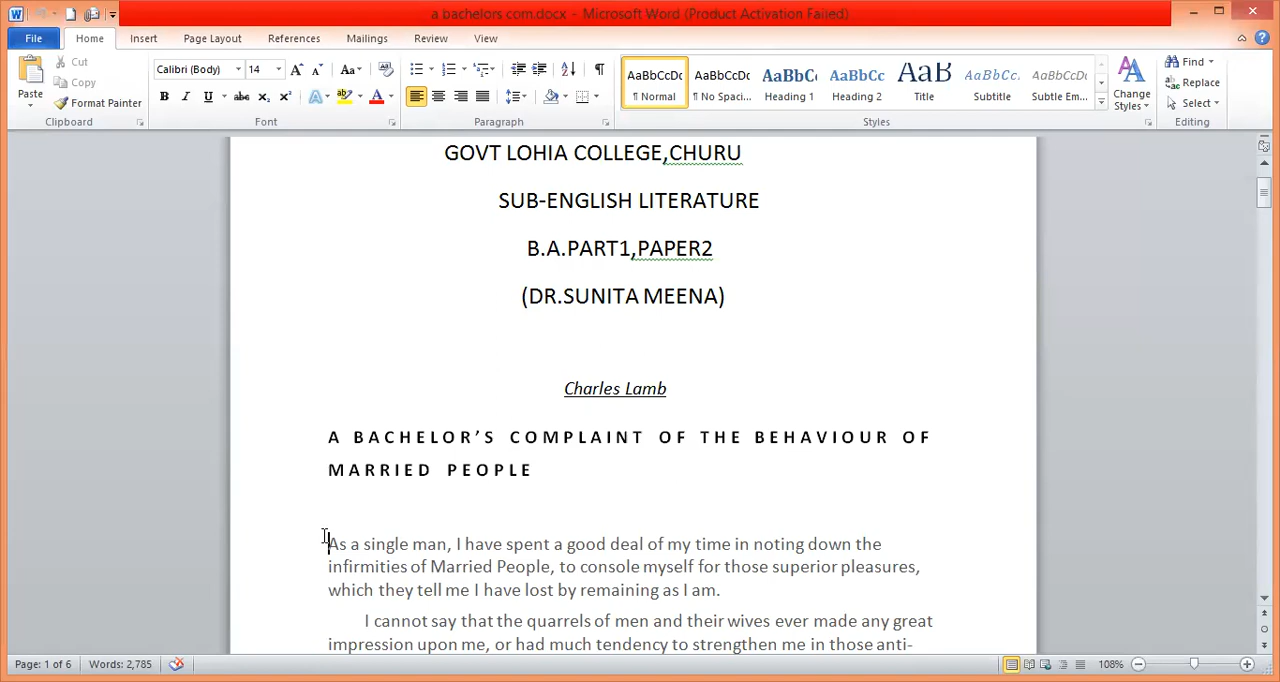 a bachelors com.docx - Microsoft Word (Product Activation Failed)
File Home Insert Page Layout References Mailings Review View
Paste
Cut
Copy
Format Painter
Clipboard
Calibri (Body) 14
Font
Paragraph
AaBbCcDc AaBbCcDc AaBbC AaBbCc AaB AaBbCc. AaBbCcDc
¶ Normal ¶ No Spaci... Heading 1 Heading 2 Title Subtitle Subtle Em...
Styles
Change Styles
Find
Replace
Select
Editing
GOVT LOHIA COLLEGE,CHURU
SUB-ENGLISH LITERATURE
B.A.PART1,PAPER2
(DR.SUNITA MEENA)
Charles Lamb
A BACHELOR’S COMPLAINT OF THE BEHAVIOUR OF
MARRIED PEOPLE
As a single man, I have spent a good deal of my time in noting down the
infirmities of Married People, to console myself for those superior pleasures,
which they tell me I have lost by remaining as I am.
I cannot say that the quarrels of men and their wives ever made any great
impression upon me, or had much tendency to strengthen me in those anti-
Page: 1 of 6 Words: 2,785 108%